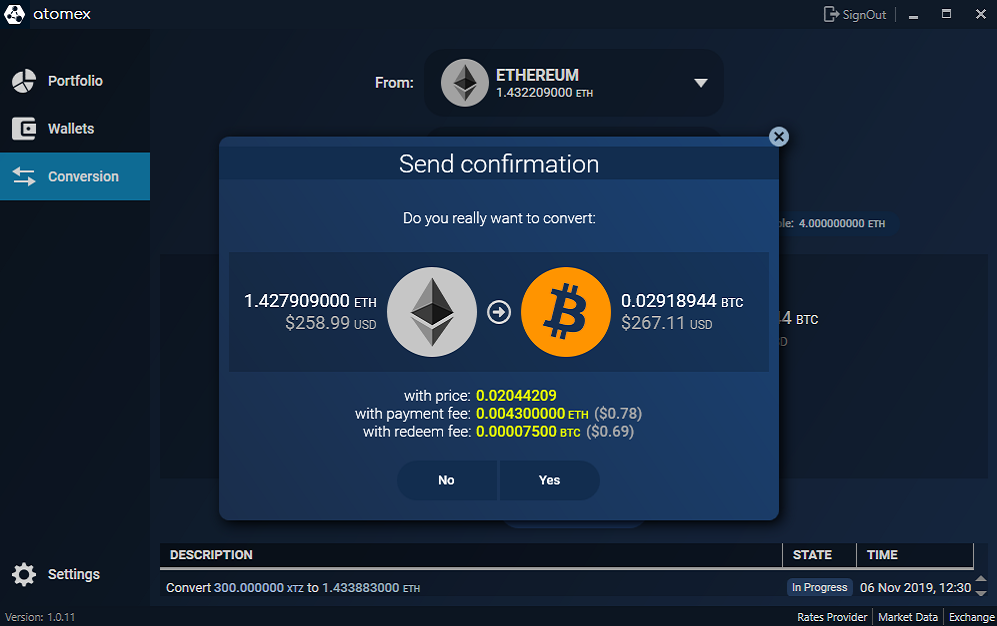 atomex
SignOut
Portfolio
Wallets
Conversion
Settings
Version: 1.0.11
From:
ETHEREUM
1.432209000 ETH
Send confirmation
Do you really want to convert:
4.000000000 ETH
1.427909000 ETH
$258.99 USD
0.02918944 BTC
$267.11 USD
4 BTC
with price: 0.02044209
with payment fee: 0.004300000 ETH ($0.78)
with redeem fee: 0.00007500 BTC ($0.69)
No
Yes
DESCRIPTION
STATE
TIME
Convert 300.000000 XTZ to 1.433883000 ETH
In Progress
06 Nov 2019, 12:30
Rates Provider
Market Data
Exchange